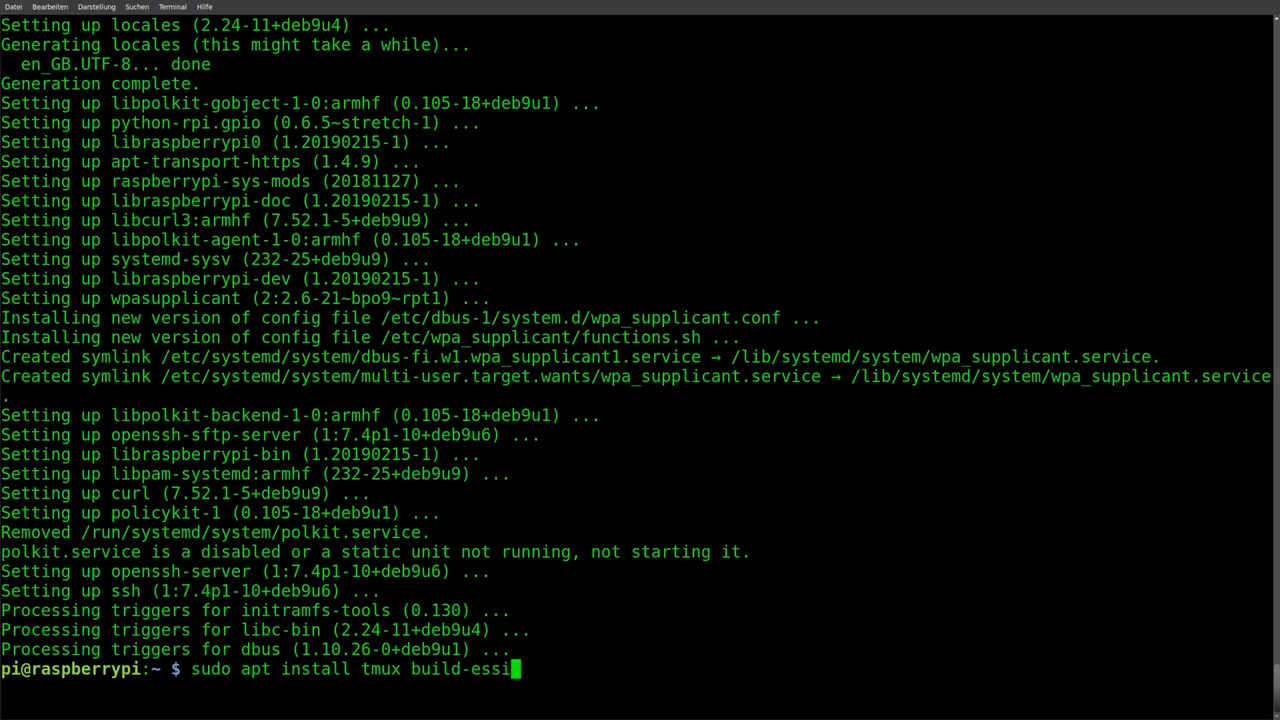 Datei Bearbeiten Darstellung Suchen Terminal Hilfe
Setting up locales (2.24-11+deb9u4) ...
Generating locales (this might take a while)...
  en_GB.UTF-8... done
Generation complete.
Setting up libpolkit-gobject-1-0:armhf (0.105-18+deb9u1) ...
Setting up python-rpi.gpio (0.6.5~stretch-1) ...
Setting up libraspberrypi0 (1.20190215-1) ...
Setting up apt-transport-https (1.4.9) ...
Setting up raspberrypi-sys-mods (20181127) ...
Setting up libraspberrypi-doc (1.20190215-1) ...
Setting up libcurl3:armhf (7.52.1-5+deb9u9) ...
Setting up libpolkit-agent-1-0:armhf (0.105-18+deb9u1) ...
Setting up systemd-sysv (232-25+deb9u9) ...
Setting up libraspberrypi-dev (1.20190215-1) ...
Setting up wpasupplicant (2:2.6-21~bpo9~rpt1) ...
Installing new version of config file /etc/dbus-1/system.d/wpa_supplicant.conf ...
Installing new version of config file /etc/wpa_supplicant/functions.sh ...
Created symlink /etc/systemd/system/dbus-fi.w1.wpa_supplicant1.service → /lib/systemd/system/wpa_supplicant.service.
Created symlink /etc/systemd/system/multi-user.target.wants/wpa_supplicant.service → /lib/systemd/system/wpa_supplicant.service
.
Setting up libpolkit-backend-1-0:armhf (0.105-18+deb9u1) ...
Setting up openssh-sftp-server (1:7.4p1-10+deb9u6) ...
Setting up libraspberrypi-bin (1.20190215-1) ...
Setting up libpam-systemd:armhf (232-25+deb9u9) ...
Setting up curl (7.52.1-5+deb9u9) ...
Setting up policykit-1 (0.105-18+deb9u1) ...
Removed /run/systemd/system/polkit.service.
polkit.service is a disabled or a static unit not running, not starting it.
Setting up openssh-server (1:7.4p1-10+deb9u6) ...
Setting up ssh (1:7.4p1-10+deb9u6) ...
Processing triggers for initramfs-tools (0.130) ...
Processing triggers for libc-bin (2.24-11+deb9u4) ...
Processing triggers for dbus (1.10.26-0+deb9u1) ...
pi@raspberrypi:~ $ sudo apt install tmux build-essi